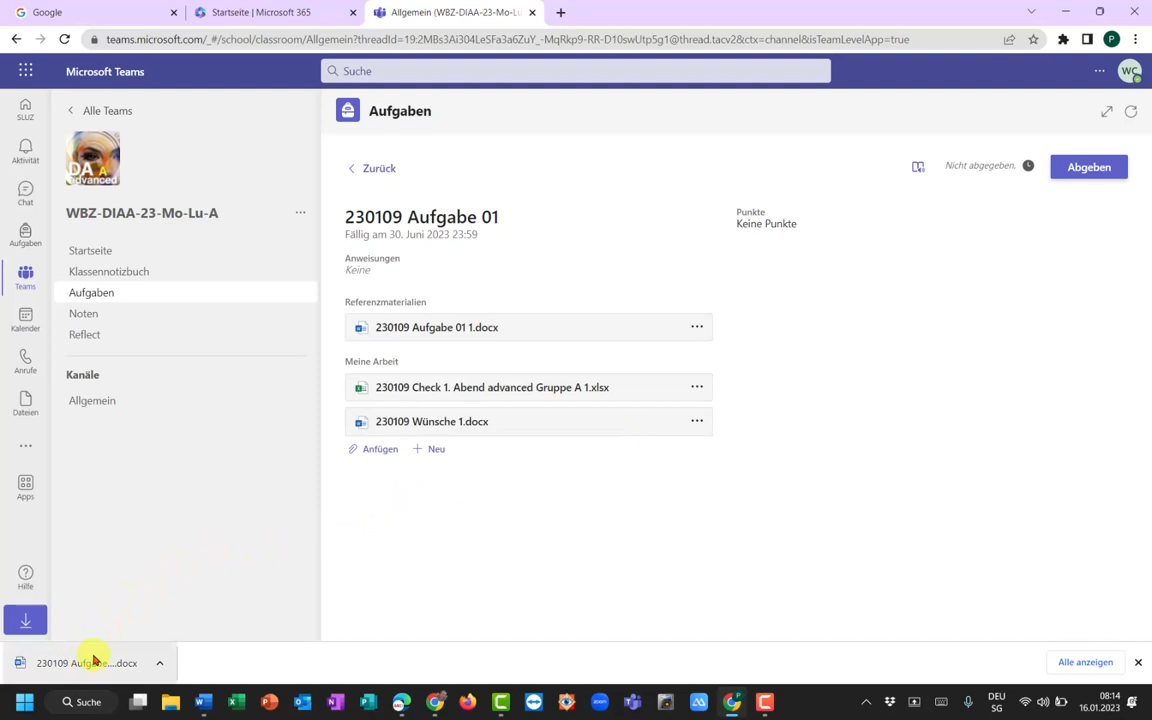 Google
Startseite | Microsoft 365
Allgemein (WBZ-DIAA-23-Mo-Lu
teams.microsoft.com/_#/school/classroom/Allgemein?threadId=19:2MBs3Ai304LeSFa3a6ZuY_-MqRkp9-RR-D10swUtp5g1@thread.tacv2&ctx=channel&isTeamLevelApp=true
P
Microsoft Teams
Suche
WC
SLUZ
Aktivität
Chat
Aufgaben
Teams
Kalender
Anrufe
Dateien
Apps
Hilfe
Alle Teams
DA A
advanced
WBZ-DIAA-23-Mo-Lu-A
Startseite
Klassennotizbuch
Aufgaben
Noten
Reflect
Kanäle
Allgemein
Aufgaben
Zurück
Nicht abgegeben.
Abgeben
230109 Aufgabe 01
Fällig am 30. Juni 2023 23:59
Punkte
Keine Punkte
Anweisungen
Keine
Referenzmaterialien
230109 Aufgabe 01 1.docx
Meine Arbeit
230109 Check 1. Abend advanced Gruppe A 1.xlsx
230109 Wünsche 1.docx
Anfügen
Neu
230109 Aufgabe....docx
Alle anzeigen
Suche
DEU
SG
08:14
16.01.2023